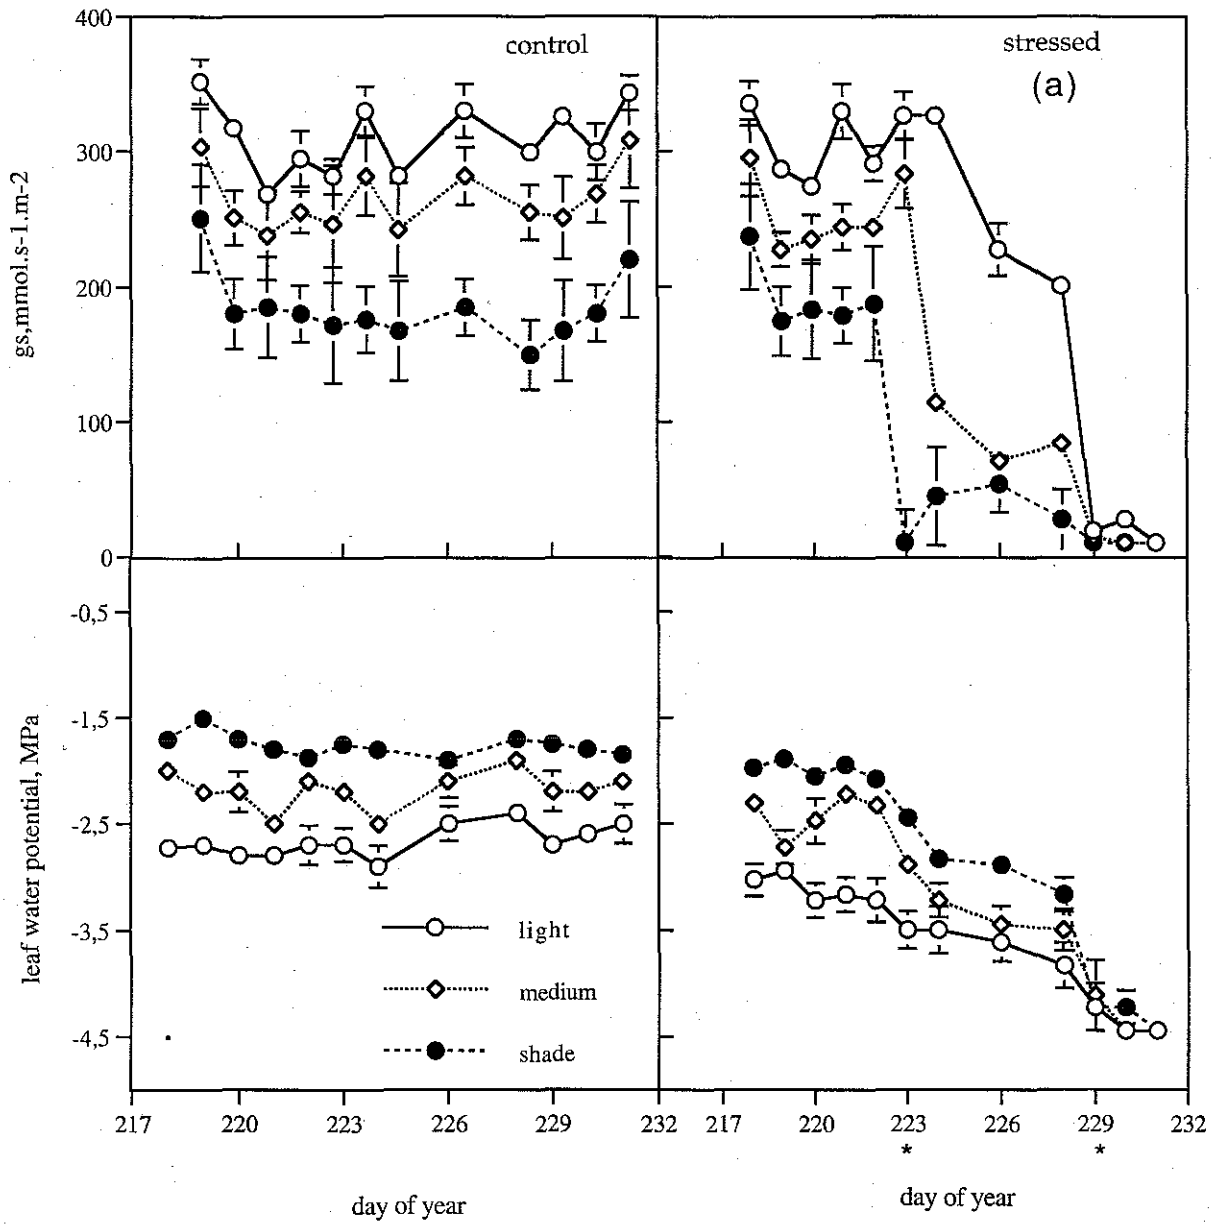 400
control
stressed
(a)
300
gs,mmol.s-1.m-2
200
100
0
-0,5
-1,5
leaf water potential, MPa
-2,5
-3,5
light
medium
-4,5
shade
217 220 223 226 229 232 217 220 223 226 229 232
* *
day of year day of year